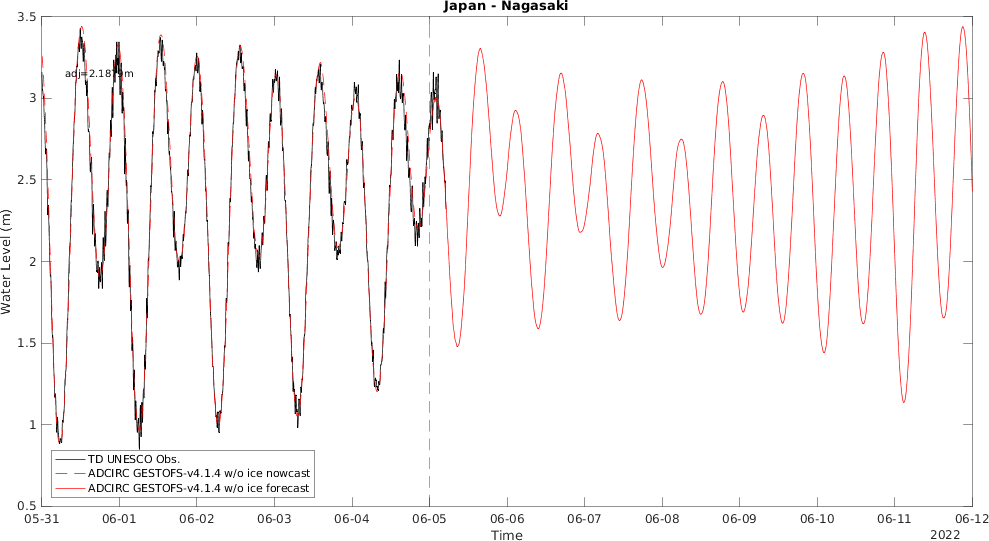 Japan - Nagasaki
3.5
3
2.5
2
1.5
1
0.5
Water Level (m)
TD UNESCO Obs.
ADCIRC GESTOFS-v4.1.4 w/o ice nowcast
ADCIRC GESTOFS-v4.1.4 w/o ice forecast
05-31 06-01 06-02 06-03 06-04 06-05 06-06 06-07 06-08 06-09 06-10 06-11 06-12
Time
2022